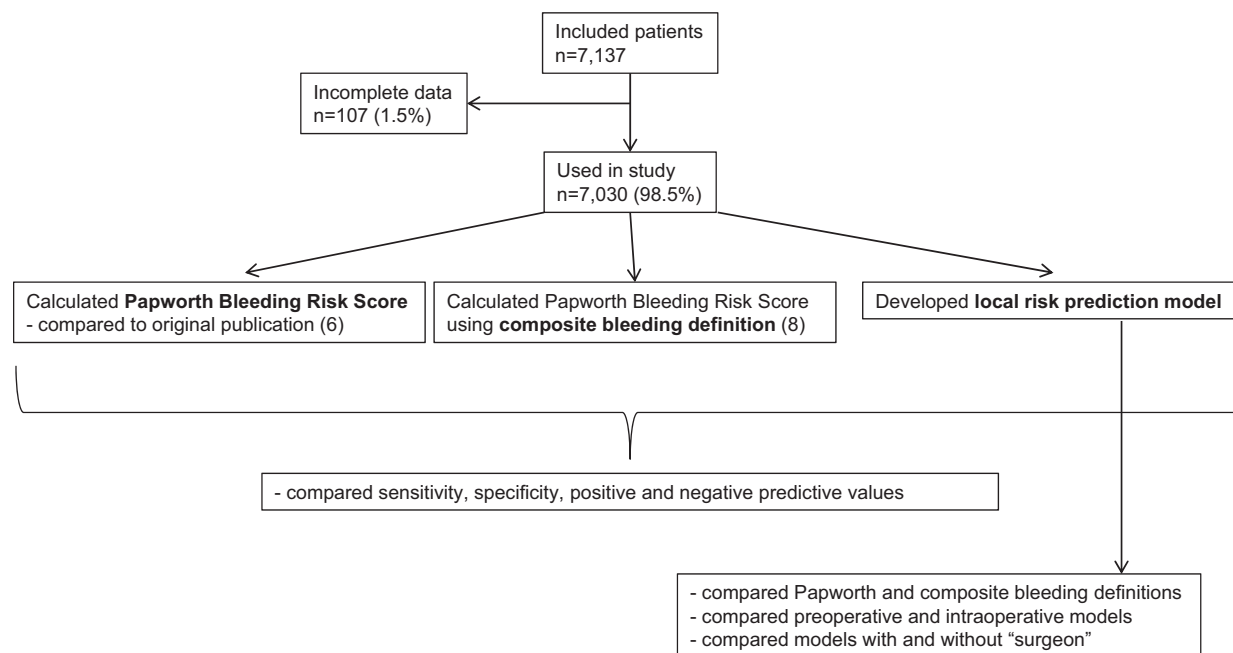 Included patients
n=7,137
Incomplete data
n=107 (1.5%)
Used in study
n=7,030 (98.5%)
Calculated Papworth Bleeding Risk Score
- compared to original publication (6)
Calculated Papworth Bleeding Risk Score
using composite bleeding definition (8)
Developed local risk prediction model
- compared sensitivity, specificity, positive and negative predictive values
- compared Papworth and composite bleeding definitions
- compared preoperative and intraoperative models
- compared models with and without “surgeon”